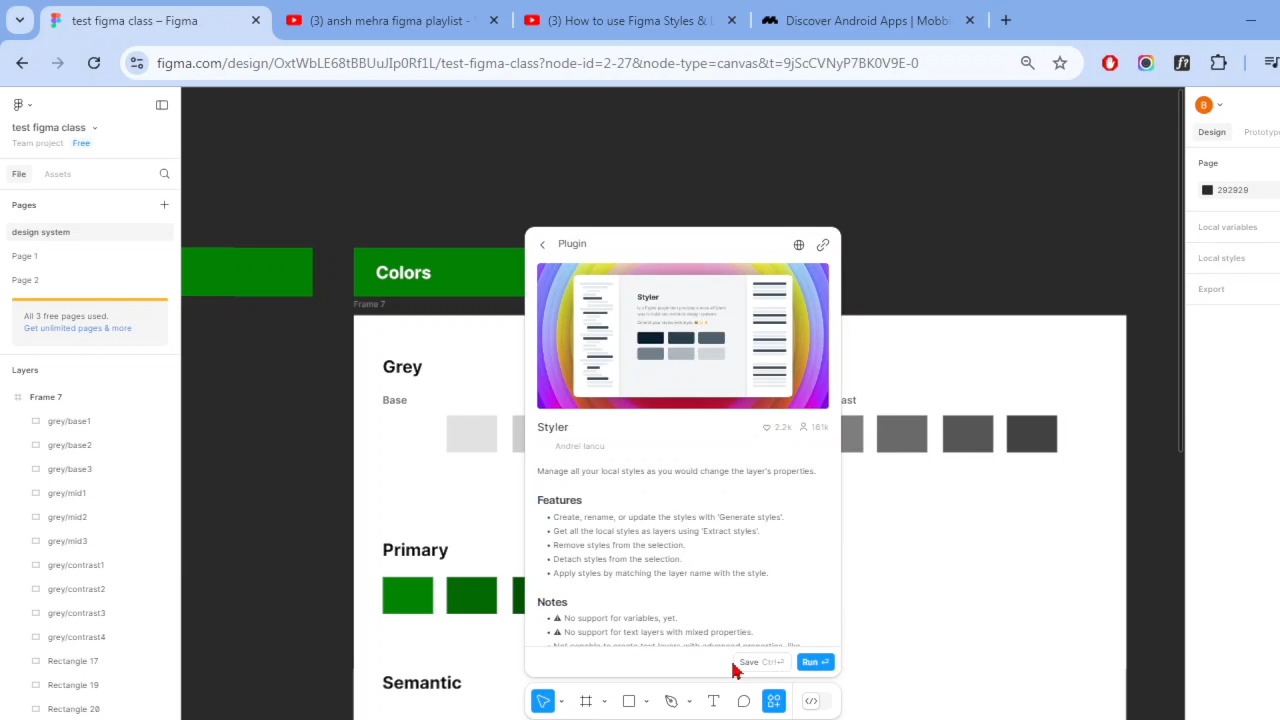 test figma class – Figma
(3) ansh mehra figma playlist -
(3) How to use Figma Styles &
Discover Android Apps | Mobbi
figma.com/design/OxtWbLE68tBBUuJIp0Rf1L/test-figma-class?node-id=2-27&node-type=canvas&t=9jScCVNyP7BK0V9E-0
test figma class
Team project Free
File Assets
Pages
design system
Page 1
Page 2
All 3 free pages used.
Get unlimited pages & more
Layers
Frame 7
grey/base1
grey/base2
grey/base3
grey/mid1
grey/mid2
grey/mid3
grey/contrast1
grey/contrast2
grey/contrast3
grey/contrast4
Rectangle 17
Rectangle 19
Rectangle 20
Colors
Frame 7
Grey
Base
ast
Primary
Semantic
Plugin
Styler
Styler
2.2k 161k
Andrei Iancu
Manage all your local styles as you would change the layer's properties.
Features
• Create, rename, or update the styles with 'Generate styles'.
• Get all the local styles as layers using 'Extract styles'.
• Remove styles from the selection.
• Detach styles from the selection.
• Apply styles by matching the layer name with the style.
Notes
• ⚠ No support for variables, yet.
• ⚠ No support for text layers with mixed properties.
Save Ctrl⏎
Run ⏎
B
Design Prototype
Page
292929
Local variables
Local styles
Export